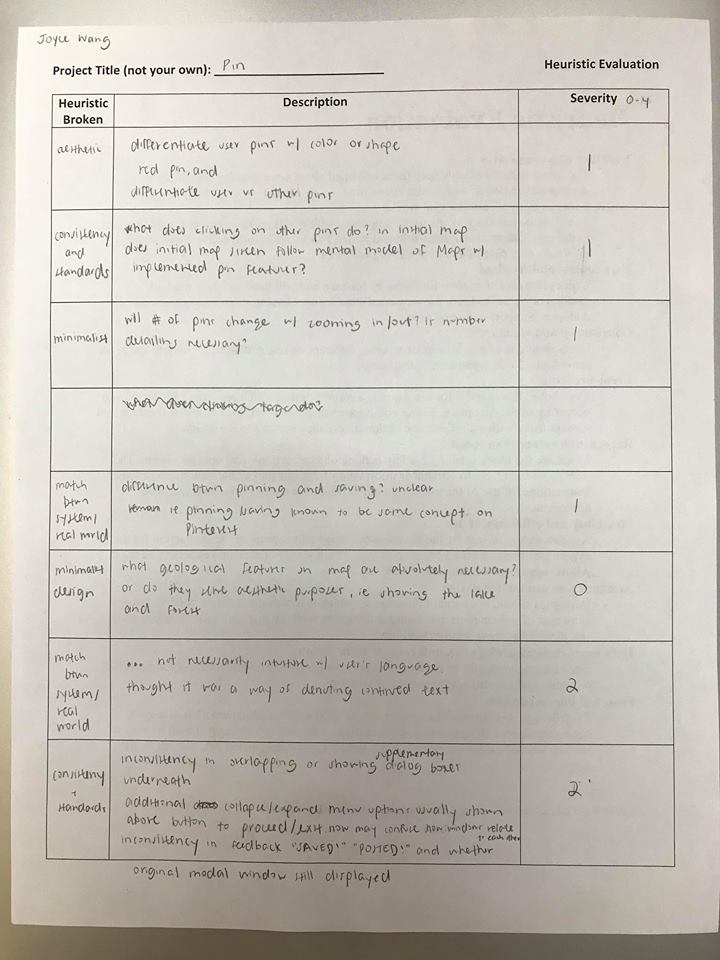 Joyce Wang
Project Title (not your own): Pin
Heuristic Evaluation
Heuristic Broken
Description
Severity 0-4
aesthetic
differentiate user pins w/ color or shape
red pin, and
differentiate user vs other pins
1
consistency
and
standards
what does clicking on other pins do? in initial map
does initial map screen follow mental model of Maps w/
implemented pin features?
1
minimalist
will # of pins change w/ zooming in/out? Is number
detailing necessary?
1
match
btwn
system/
real world
difference btwn pinning and saving? unclear
ie pinning saving known to be same concept on
Pinterest
1
minimalist
design
what geological features on map are absolutely necessary?
or do they serve aesthetic purposes, ie showing the lake
and forest
0
match
btwn
system/
real
world
... not necessarily intuitive w/ user's language
thought it was a way of denoting continued text
2
consistency
+
standards
inconsistency in overlapping or showing supplementary dialog boxes
underneath
additional collapse/expand menu options usually shown
above button to proceed/exit. now may confuse how windows relate to each other
inconsistency in feedback "SAVED!" "POSTED!" and whether
original modal window still displayed
2